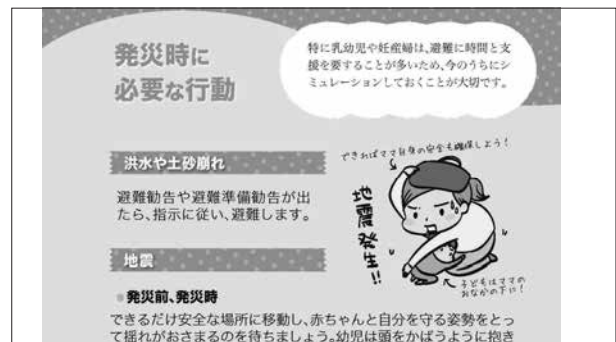 発災時に
必要な行動
特に乳幼児や妊産婦は、避難に時間と支
援を要することが多いため、今のうちにシ
ミュレーションしておくことが大切です。
洪水や土砂崩れ
避難勧告や避難準備勧告が出
たら、指示に従い、避難します。
できればママ自身の安全も確保しよう!
地震発生!!
子どもはママの
おなかの下に!
地震
発災前、発災時
できるだけ安全な場所に移動し、赤ちゃんと自分を守る姿勢をとっ
て揺れがおさまるのを待ちましょう。幼児は頭をかばうように抱き